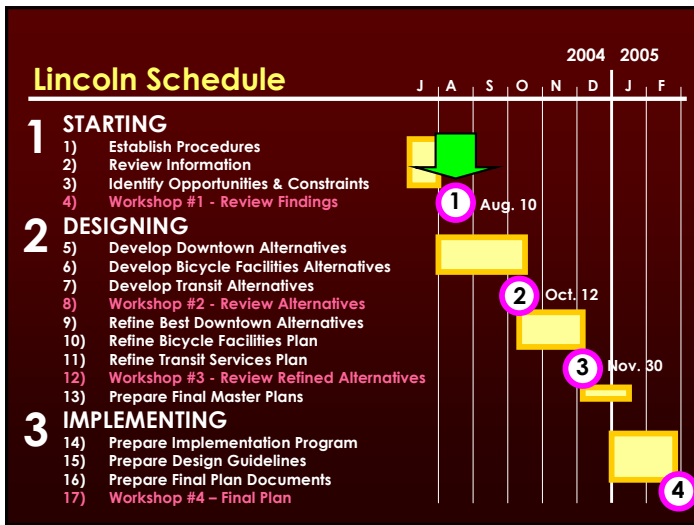 2004 2005
Lincoln Schedule J A S O N D J F
1 STARTING
1) Establish Procedures
2) Review Information
3) Identify Opportunities & Constraints
4) Workshop #1 - Review Findings 1 Aug. 10
2 DESIGNING
5) Develop Downtown Alternatives
6) Develop Bicycle Facilities Alternatives
7) Develop Transit Alternatives
8) Workshop #2 - Review Alternatives 2 Oct. 12
9) Refine Best Downtown Alternatives
10) Refine Bicycle Facilities Plan
11) Refine Transit Services Plan
12) Workshop #3 - Review Refined Alternatives 3 Nov. 30
13) Prepare Final Master Plans
3 IMPLEMENTING
14) Prepare Implementation Program
15) Prepare Design Guidelines
16) Prepare Final Plan Documents
17) Workshop #4 – Final Plan 4